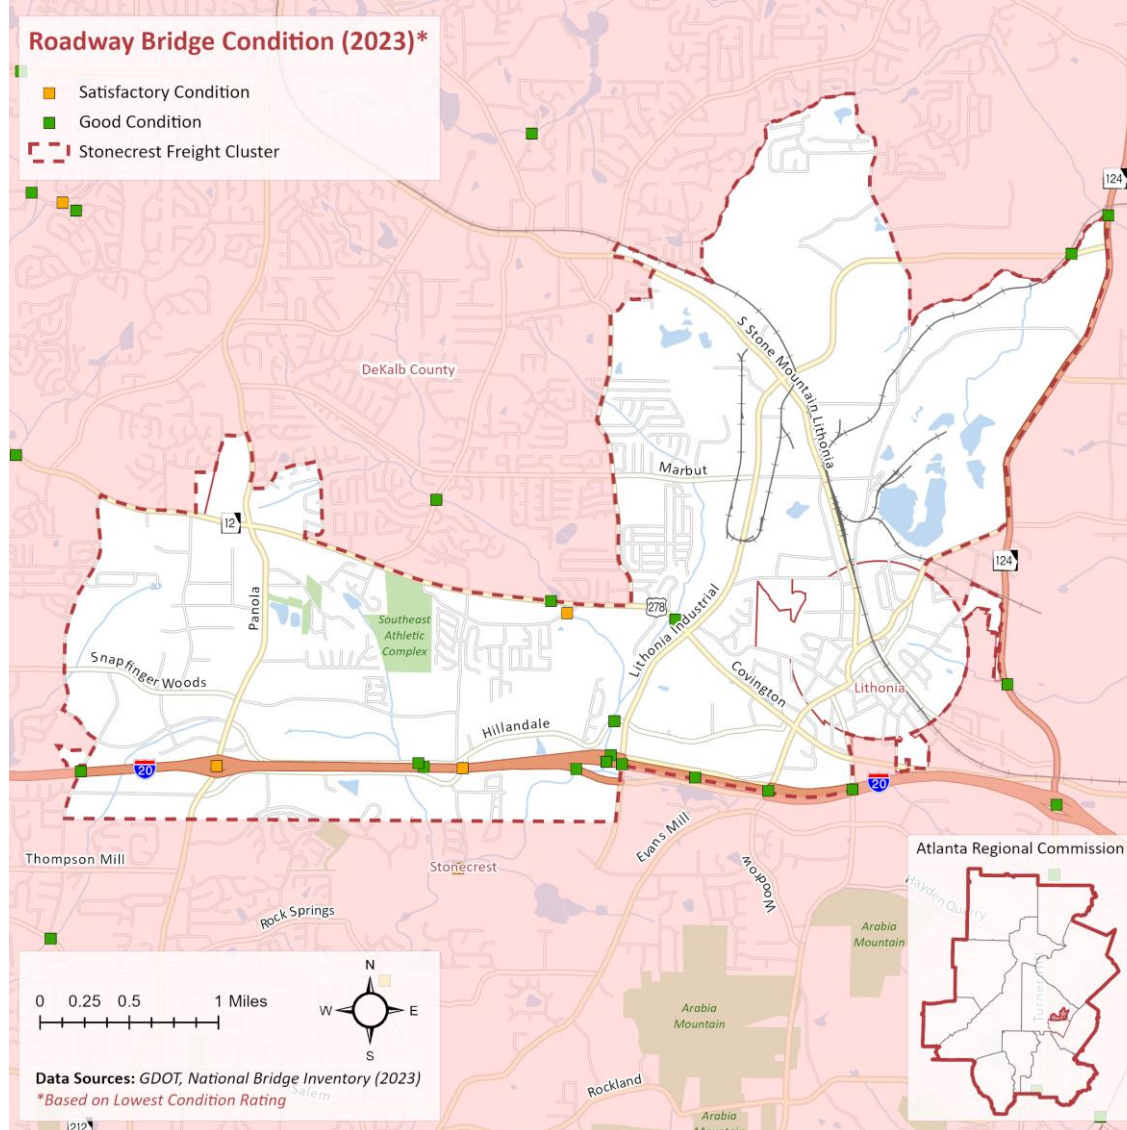 Roadway Bridge Condition (2023)*
Satisfactory Condition
Good Condition
Stonecrest Freight Cluster
124
S Stone Mountain Lithonia
DeKalb County
Marbut
12
124
Panola
278
Lithonia Industrial
Southeast
Athletic
Complex
Snapfinger Woods
Covington
Lithonia
Hillandale
20
20
Evans Mill
Thompson Mill
Stonecrest
Woodrow
Rock Springs
Atlanta Regional Commission
Hayden Quarry
Arabia
Mountain
Turner
N
W
E
S
0 0.25 0.5 1 Miles
Arabia
Mountain
Data Sources: GDOT, National Bridge Inventory (2023)
*Based on Lowest Condition Rating
Salem
Rockland
212
Arabia
Mountain